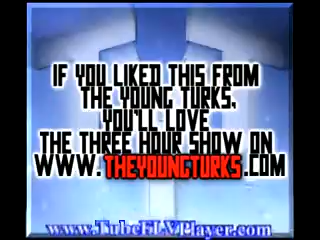 IF YOU LIKED THIS FROM
THE YOUNG TURKS,
YOU'LL LOVE
THE THREE HOUR SHOW ON
WWW.THEYOUNGTURKS.COM
www.TubeFLVPlayer.com